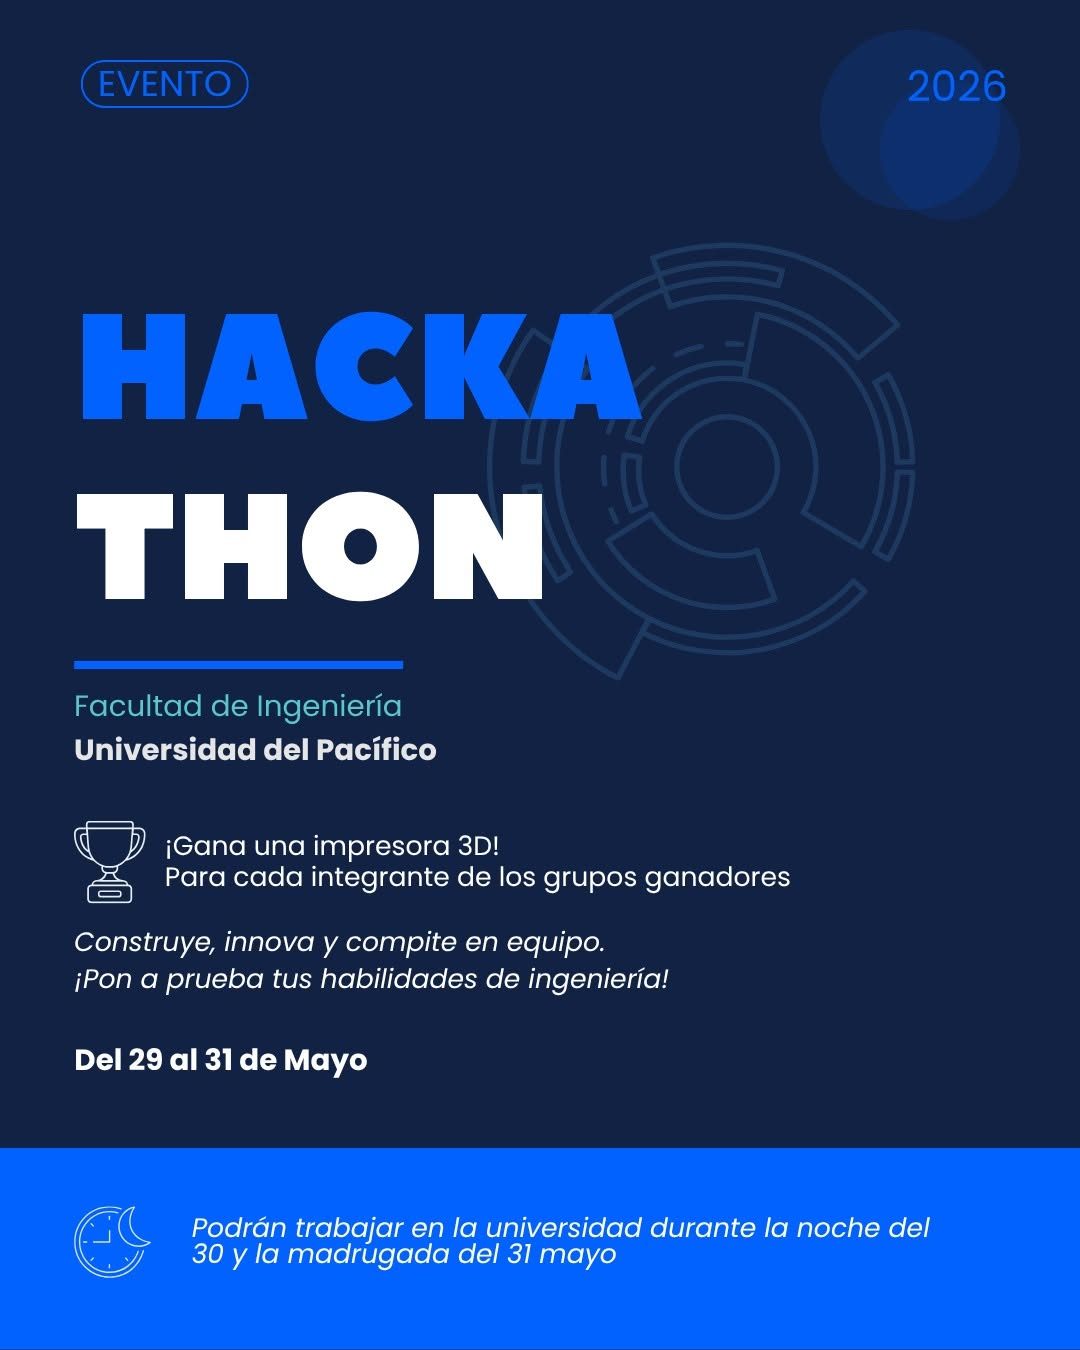 EVENTO
2026
HACKA
THON
Facultad de Ingeniería
Universidad del Pacífico
¡Gana una impresora 3D!
Para cada integrante de los grupos ganadores
Construye, innova y compite en equipo.
¡Pon a prueba tus habilidades de ingeniería!
Del 29 al 31 de Mayo
Podrán trabajar en la universidad durante la noche del
30 y la madrugada del 31 mayo